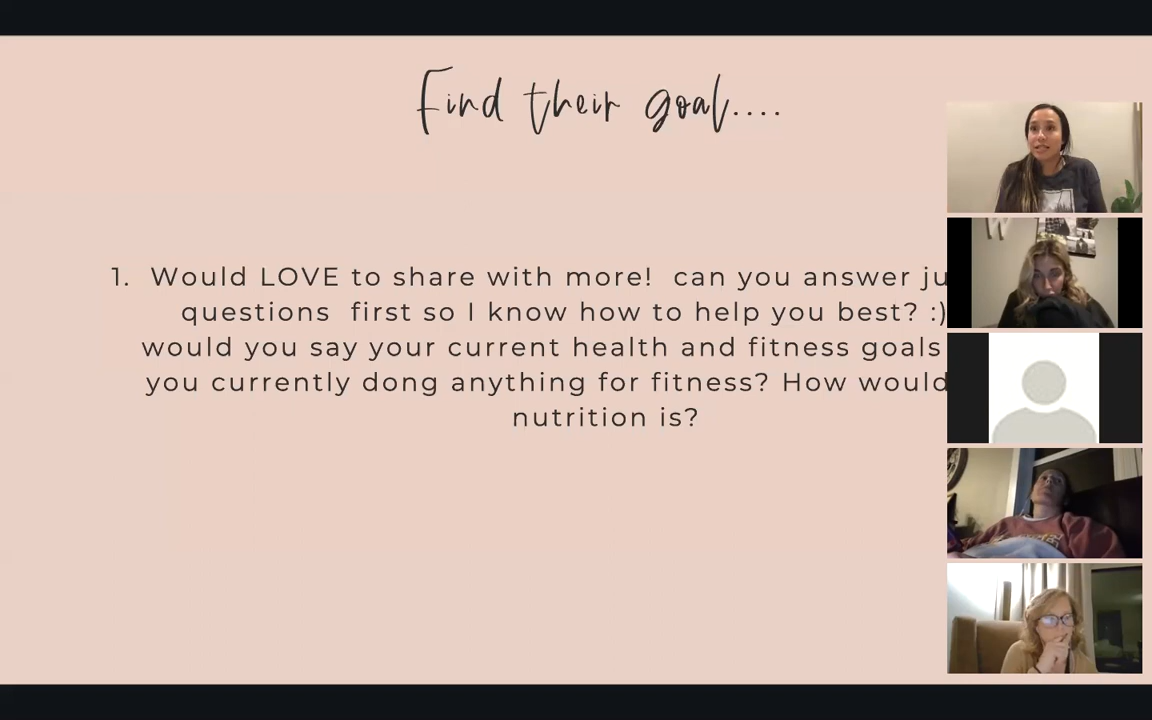 Find their goal....
1. Would LOVE to share with more! can you answer ju
questions first so I know how to help you best? :)
would you say your current health and fitness goals
you currently dong anything for fitness? How would
nutrition is?